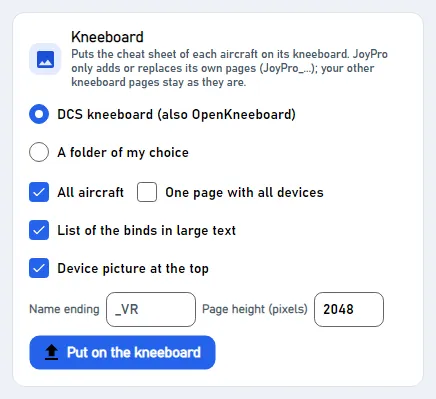 Kneeboard
Puts the cheat sheet of each aircraft on its kneeboard. JoyPro
only adds or replaces its own pages (JoyPro_...); your other
kneeboard pages stay as they are.
DCS kneeboard (also OpenKneeboard)
A folder of my choice
All aircraft One page with all devices
List of the binds in large text
Device picture at the top
Name ending _VR Page height (pixels) 2048
Put on the kneeboard